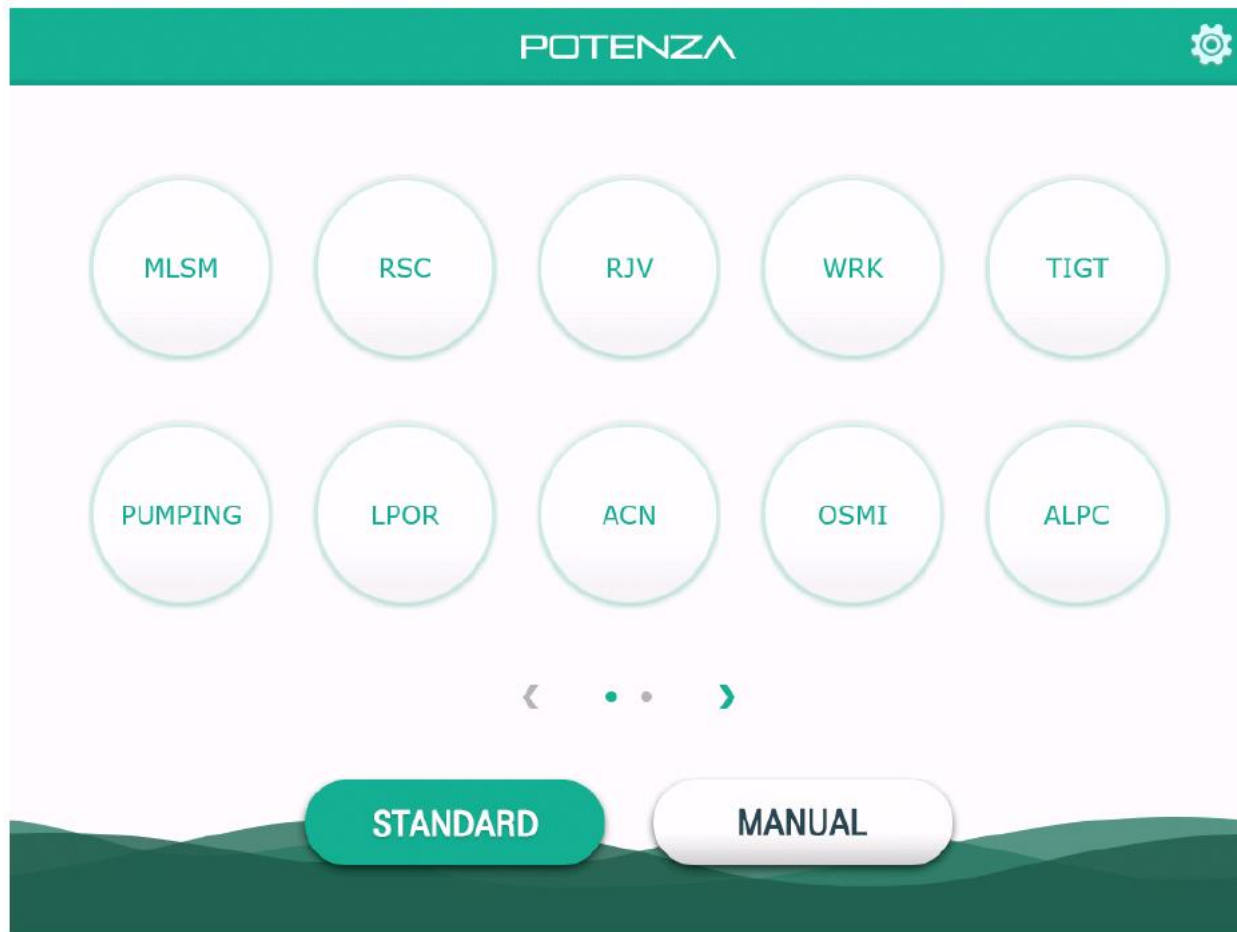 POTENZA
MLSM RSC RJV WRK TIGT
PUMPING LPOR ACN OSMI ALPC
STANDARD MANUAL